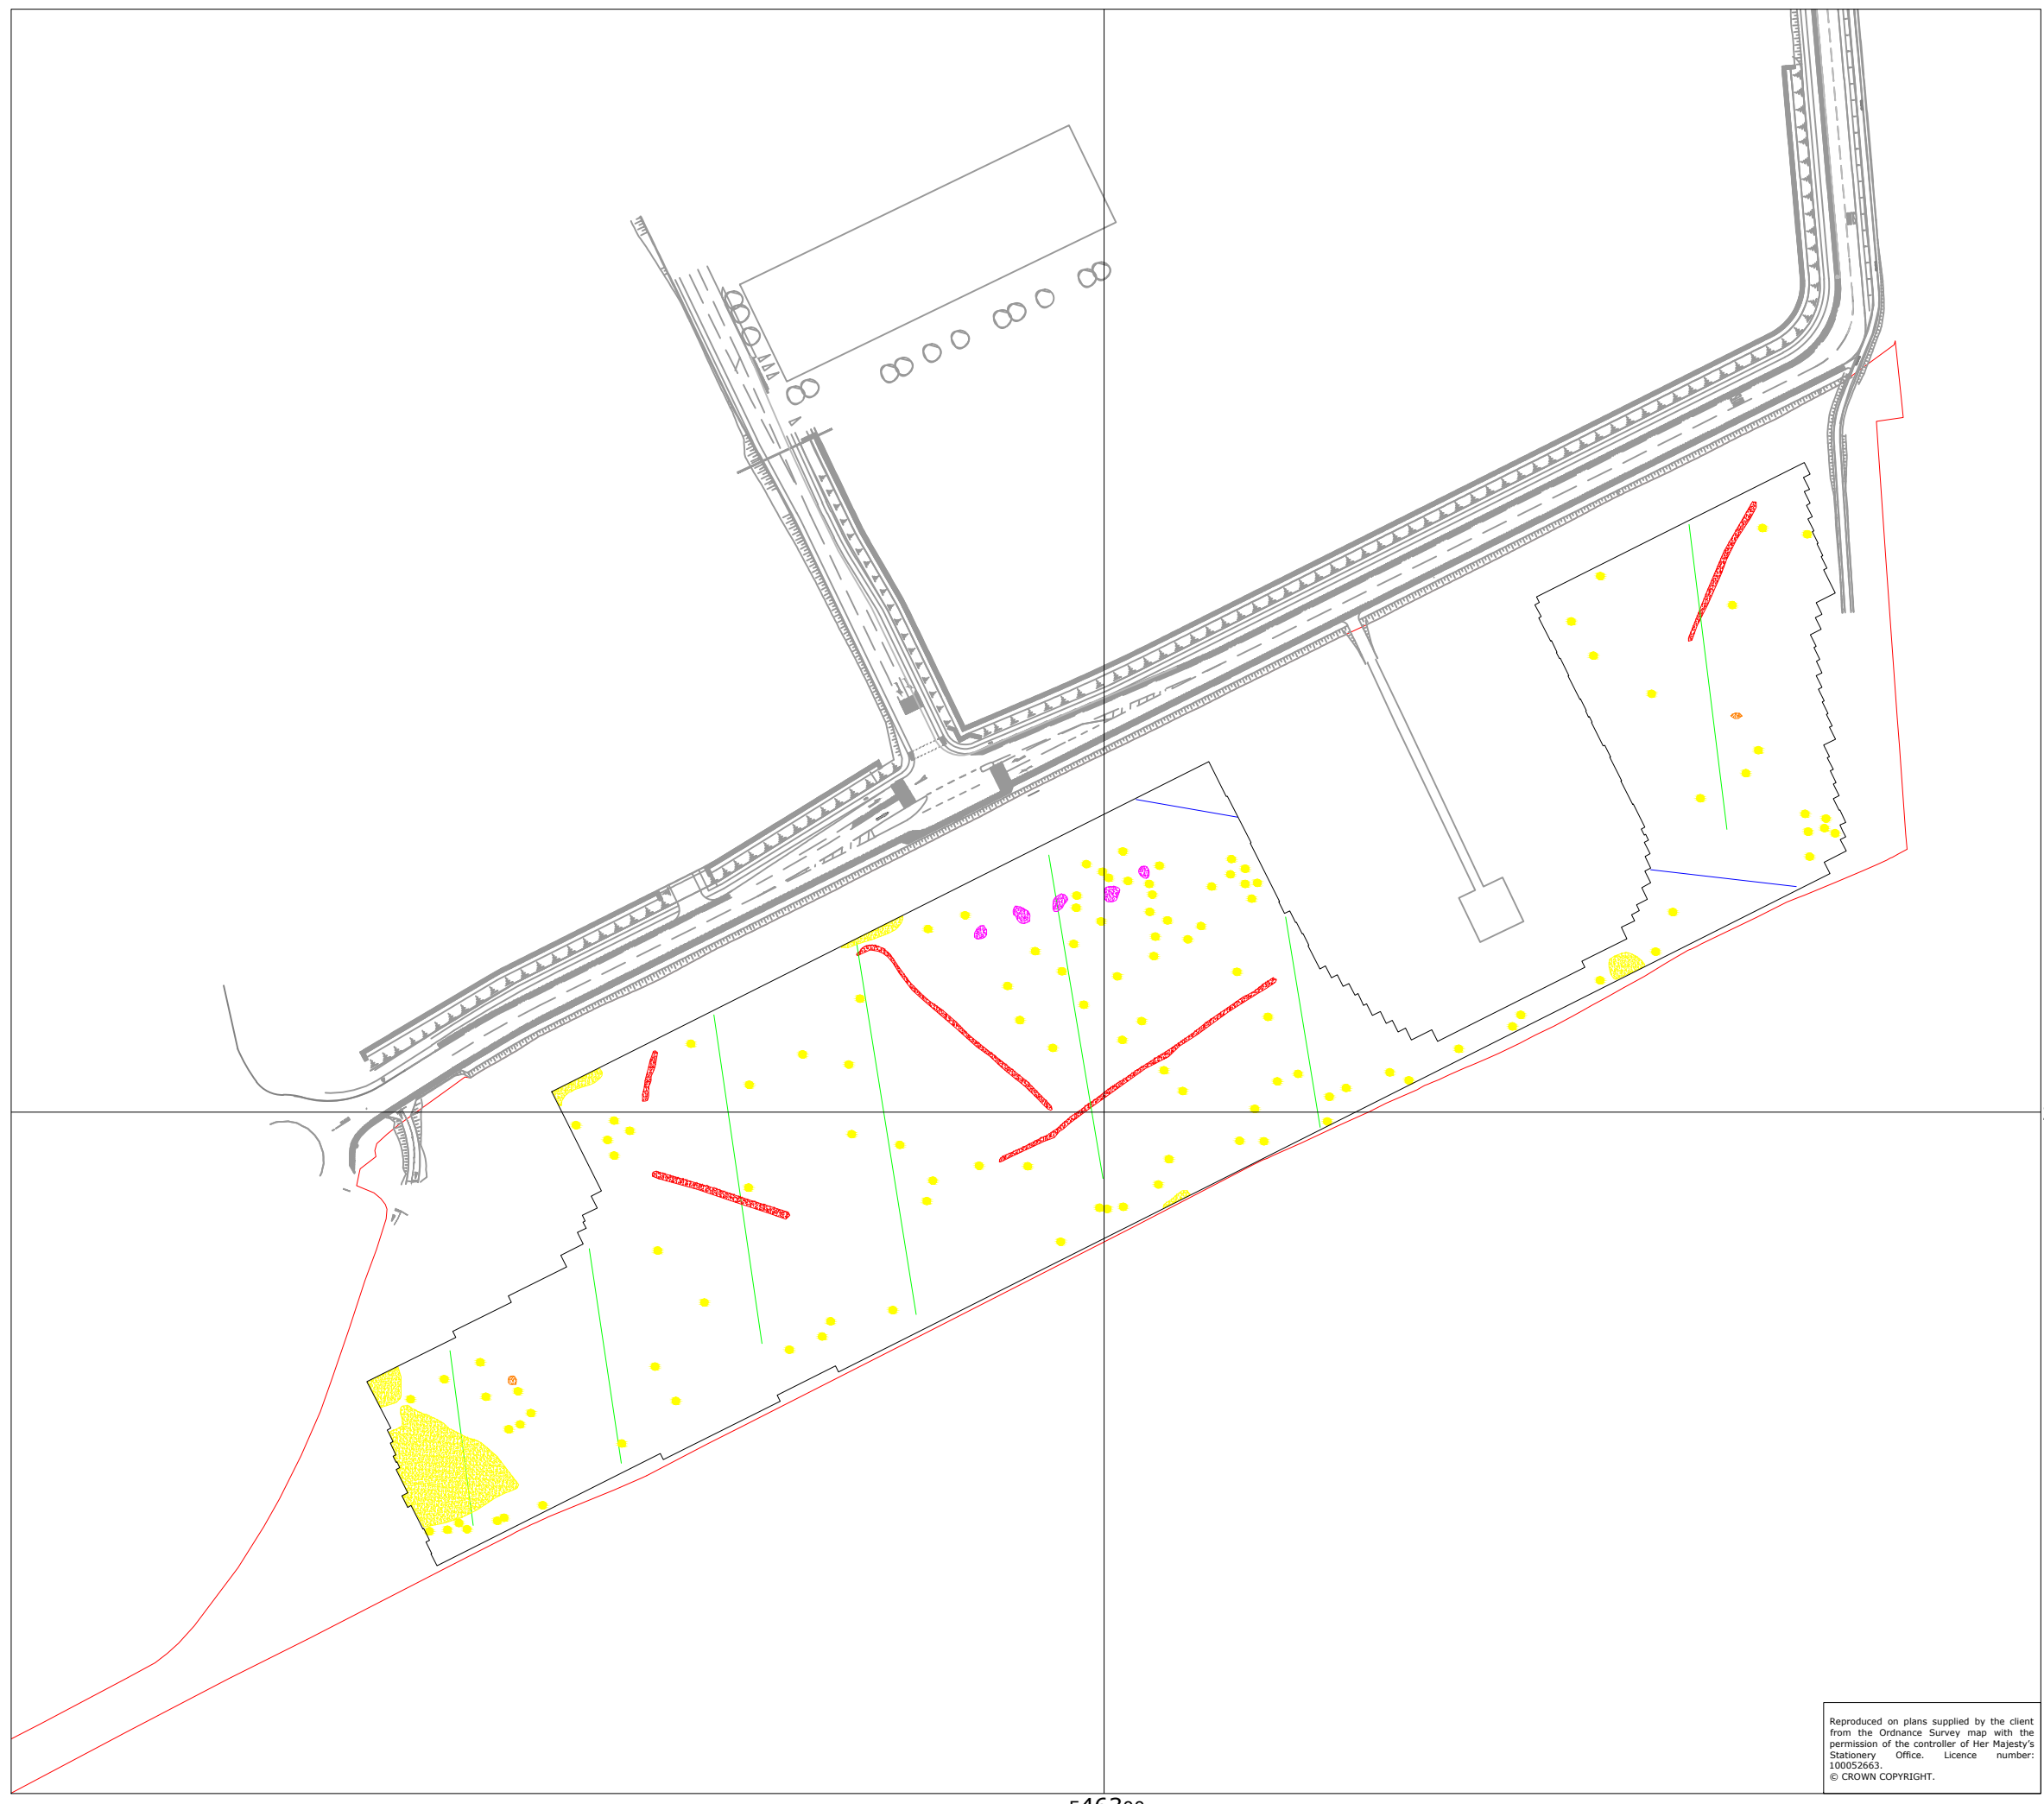 Reproduced on plans supplied by the client
from the Ordnance Survey map with the
permission of the controller of Her Majesty's
Stationery Office. Licence number:
100052663.
© CROWN COPYRIGHT.